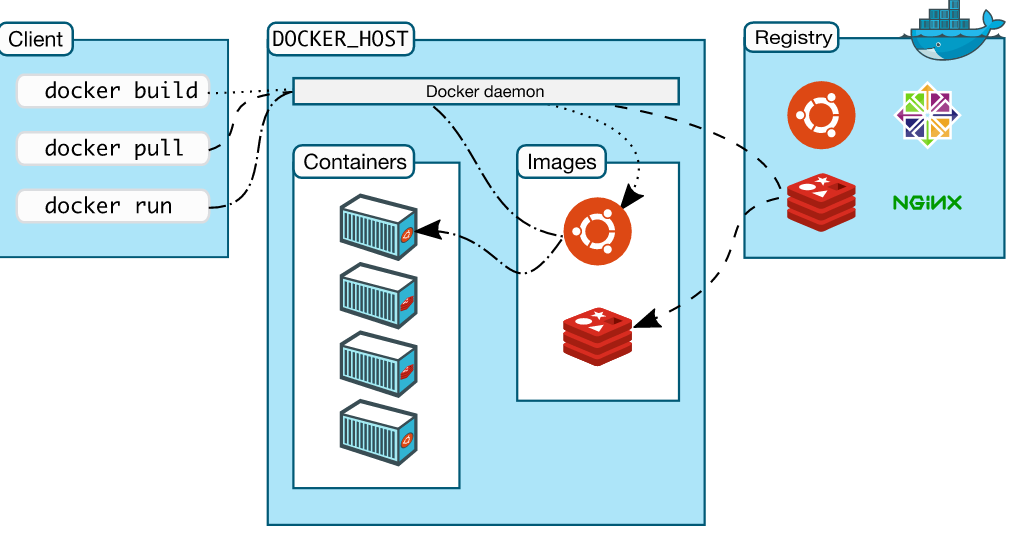 Client
docker build
docker pull
docker run
DOCKER_HOST
Docker daemon
Containers
Images
Registry
NGINX